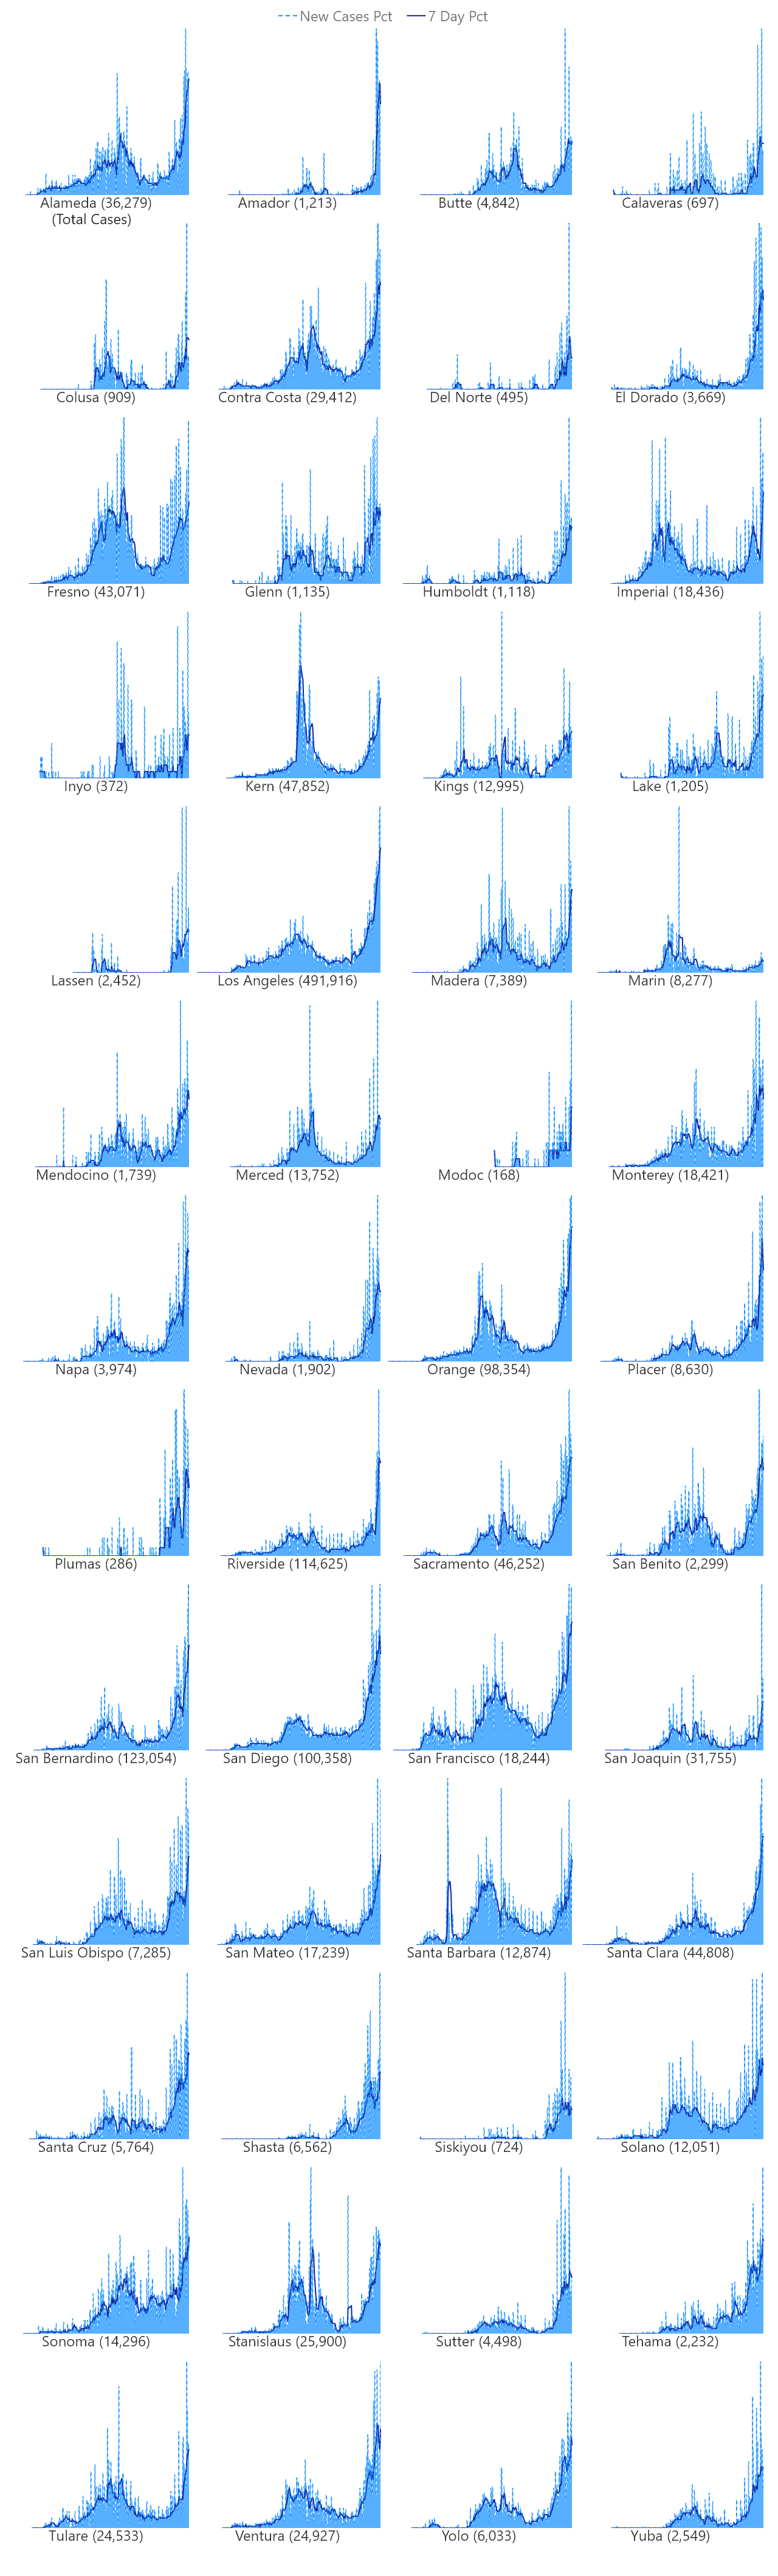 New Cases Pct 7 Day Pct
Alameda (36,279) Amador (1,213) Butte (4,842) Calaveras (697)
(Total Cases)
Colusa (909) Contra Costa (29,412) Del Norte (495) El Dorado (3,669)
Fresno (43,071) Glenn (1,135) Humboldt (1,118) Imperial (18,436)
Inyo (372) Kern (47,852) Kings (12,995) Lake (1,205)
Lassen (2,452) Los Angeles (491,916) Madera (7,389) Marin (8,277)
Mendocino (1,739) Merced (13,752) Modoc (168) Monterey (18,421)
Napa (3,974) Nevada (1,902) Orange (98,354) Placer (8,630)
Plumas (286) Riverside (114,625) Sacramento (46,252) San Benito (2,299)
San Bernardino (123,054) San Diego (100,358) San Francisco (18,244) San Joaquin (31,755)
San Luis Obispo (7,285) San Mateo (17,239) Santa Barbara (12,874) Santa Clara (44,808)
Santa Cruz (5,764) Shasta (6,562) Siskiyou (724) Solano (12,051)
Sonoma (14,296) Stanislaus (25,900) Sutter (4,498) Tehama (2,232)
Tulare (24,533) Ventura (24,927) Yolo (6,033) Yuba (2,549)